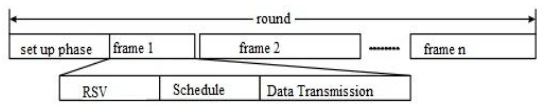 round
set up phase frame 1 frame 2 frame n
RSV Schedule Data Transmission